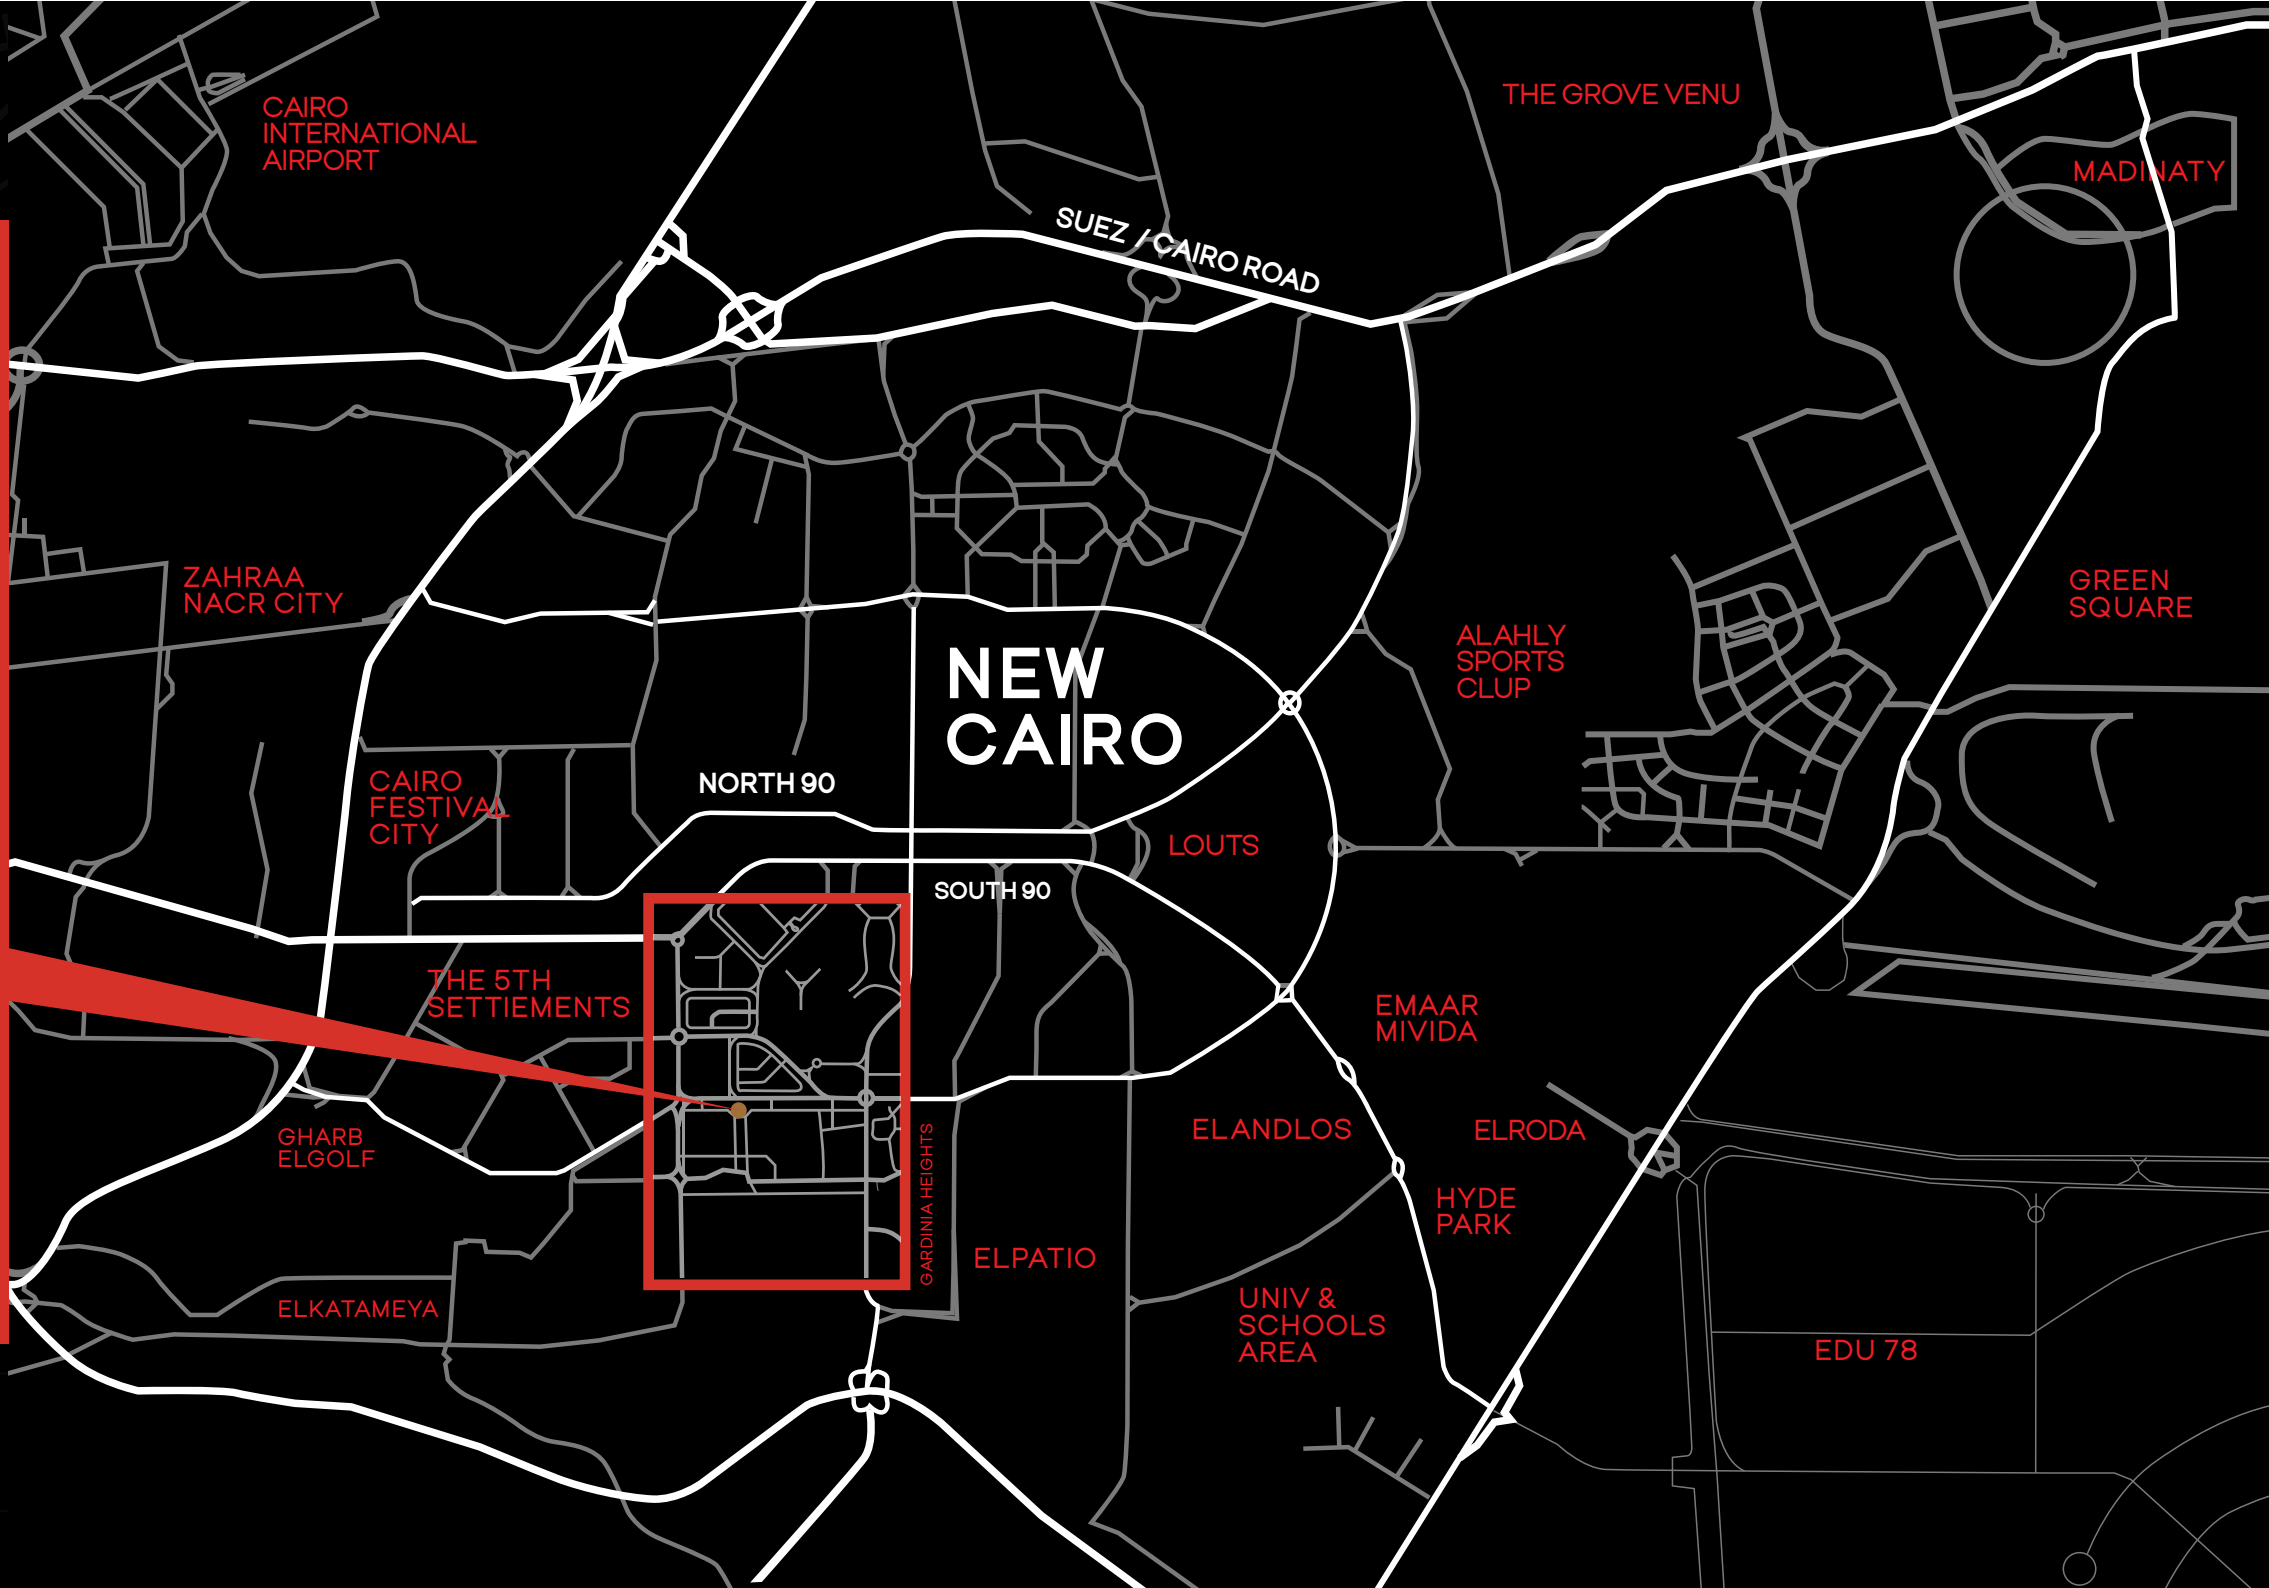 THE GROVE VENU
CAIRO
INTERNATIONAL
AIRPORT
MADINATY
SUEZ / CAIRO ROAD
ZAHRAA
NACR CITY
GREEN
SQUARE
ALAHLY
SPORTS
CLUP
NEW
CAIRO
CAIRO
FESTIVAL
CITY
NORTH 90
LOUTS
SOUTH 90
THE 5TH
SETTIEMENTS
EMAAR
MIVIDA
GHARB
ELGOLF
ELANDLOS
ELRODA
GARDINIA HEIGHTS
HYDE
PARK
ELPATIO
ELKATAMEYA
UNIV &
SCHOOLS
AREA
EDU 78